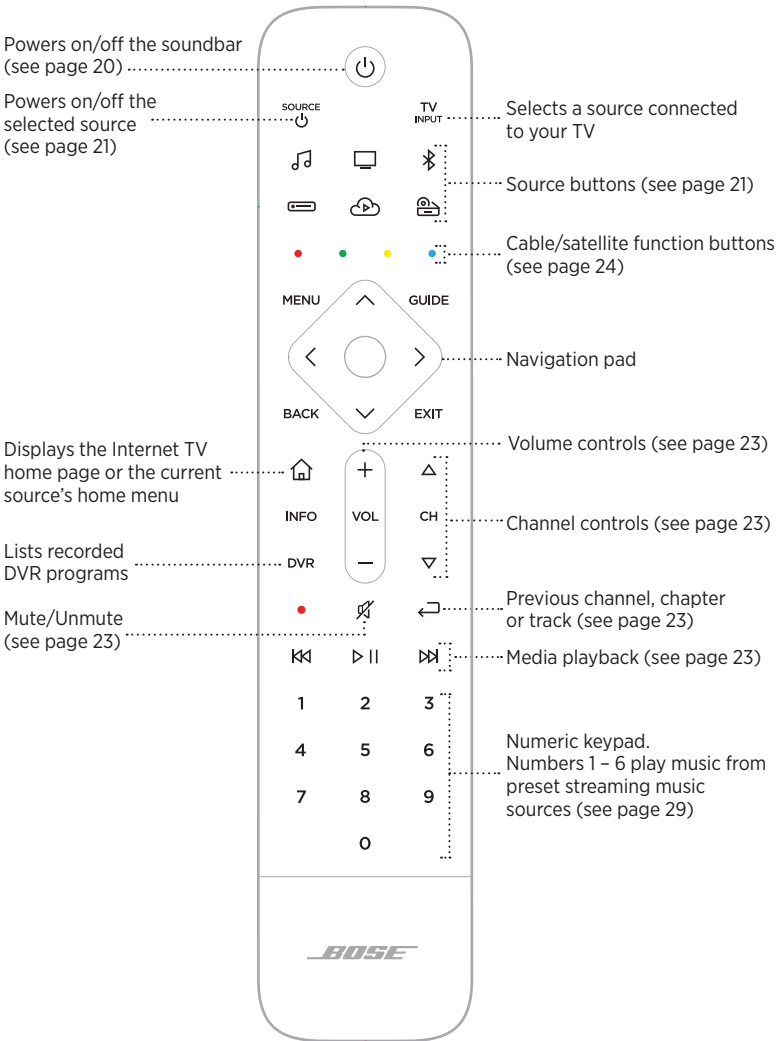 Powers on/off the soundbar
(see page 20)
Powers on/off the
selected source
(see page 21)
SOURCE
TV
INPUT
Selects a source connected
to your TV
Source buttons (see page 21)
Cable/satellite function buttons
(see page 24)
MENU
GUIDE
Navigation pad
BACK
EXIT
Volume controls (see page 23)
Displays the Internet TV
home page or the current
source's home menu
INFO
VOL
CH
Channel controls (see page 23)
Lists recorded
DVR programs
DVR
Mute/Unmute
(see page 23)
Previous channel, chapter
or track (see page 23)
Media playback (see page 23)
1 2 3
4 5 6
7 8 9
0
Numeric keypad.
Numbers 1 – 6 play music from
preset streaming music
sources (see page 29)
BOSE